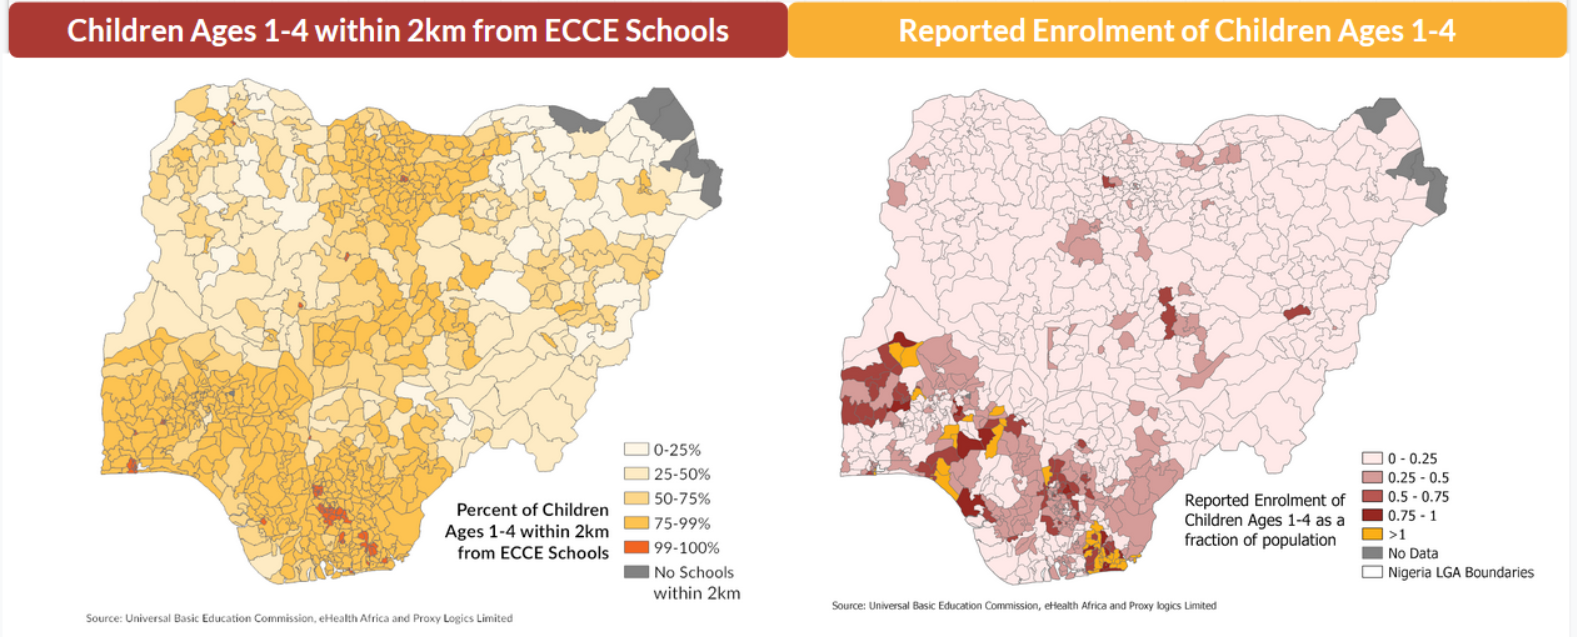 Children Ages 1-4 within 2km from ECCE Schools
Reported Enrolment of Children Ages 1-4
Percent of Children
Ages 1-4 within 2km
from ECCE Schools
0-25%
25-50%
50-75%
75-99%
99-100%
No Schools
within 2km
Source: Universal Basic Education Commission, eHealth Africa and Proxy Logics Limited
Reported Enrolment of
Children Ages 1-4 as a
fraction of population
0 - 0.25
0.25 - 0.5
0.5 - 0.75
0.75 - 1
>1
No Data
Nigeria LGA Boundaries
Source: Universal Basic Education Commission, eHealth Africa and Proxy logics Limited